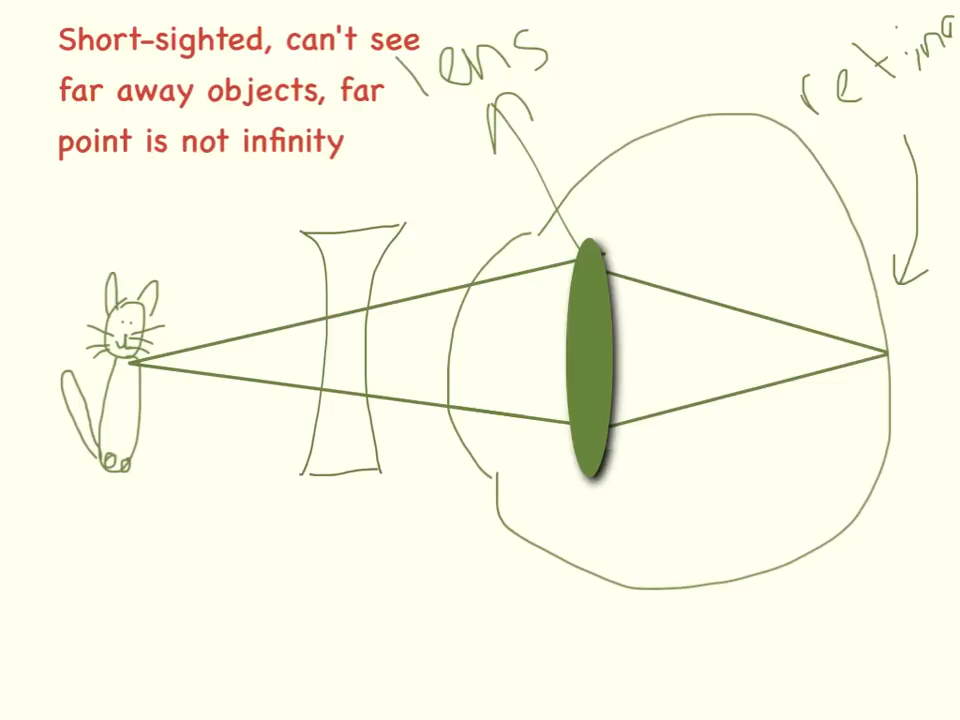 Short-sighted, can't see
far away objects, far
point is not infinity
lens
retina